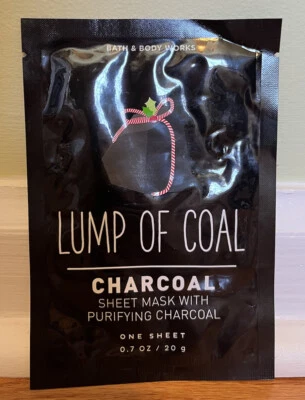 BATH & BODY WORKS
LUMP OF COAL
CHARCOAL
SHEET MASK WITH
PURIFYING CHARCOAL
ONE SHEET
0.7 OZ / 20 g